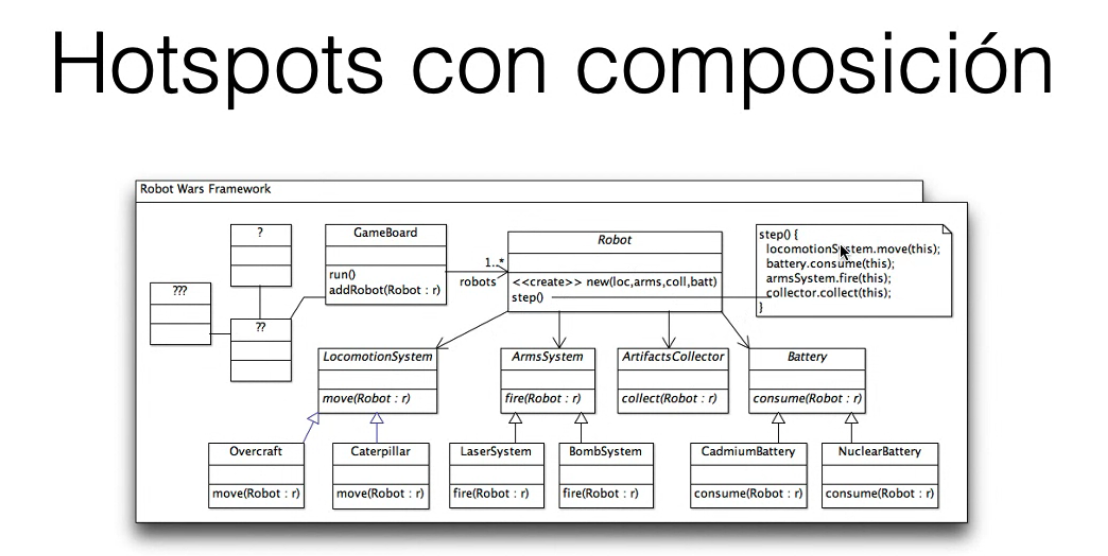 Hotspots con composición
Robot Wars Framework
?
???
??
GameBoard
run()
addRobot(Robot : r)
1..*
robots
Robot
<<create>> new(loc,arms,coll,batt)
step()
step() {
locomotionSystem.move(this);
battery.consume(this);
armsSystem.fire(this);
collector.collect(this);
}
LocomotionSystem
move(Robot : r)
ArmsSystem
fire(Robot : r)
ArtifactsCollector
collect(Robot : r)
Battery
consume(Robot : r)
Overcraft
move(Robot : r)
Caterpillar
move(Robot : r)
LaserSystem
fire(Robot : r)
BombSystem
fire(Robot : r)
CadmiumBattery
consume(Robot : r)
NuclearBattery
consume(Robot : r)